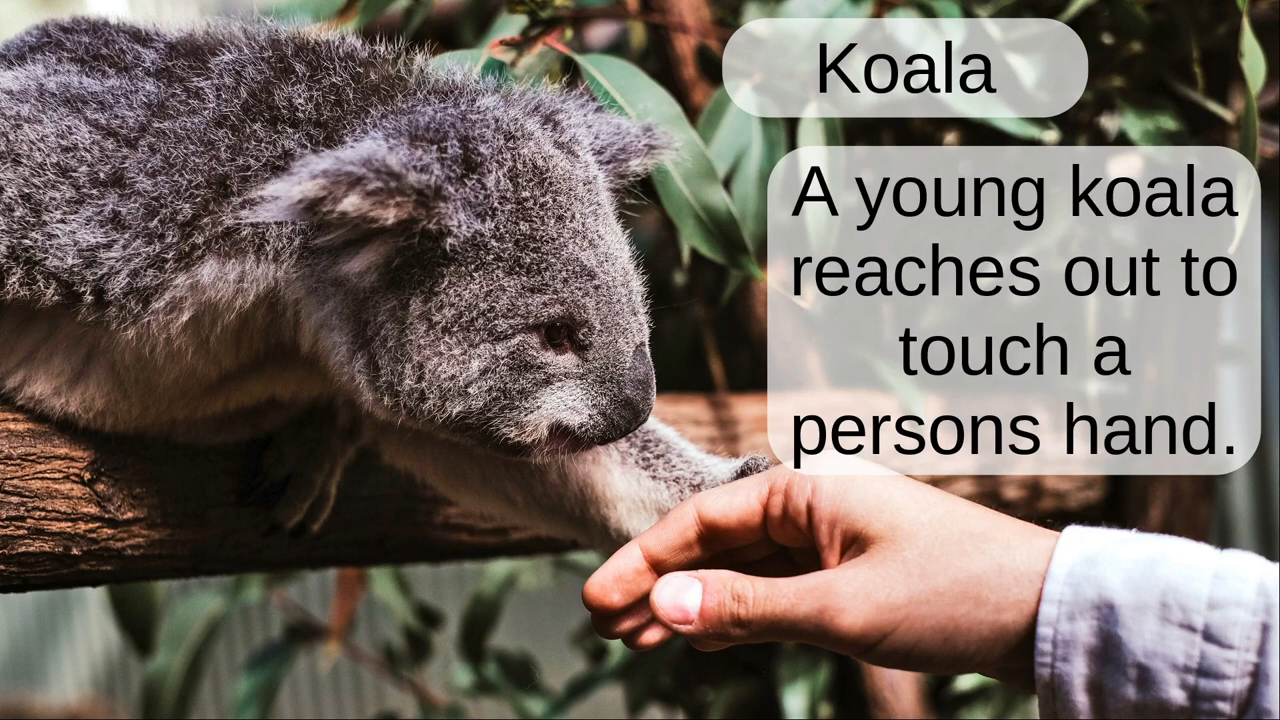 Koala
A young koala
reaches out to
touch a
persons hand.